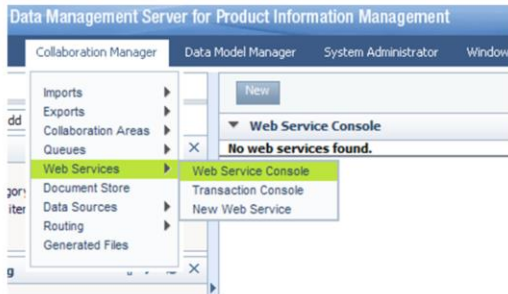 Data Management Server for Product Information Management
Collaboration Manager
Data Model Manager
System Administrator
Window
Imports
Exports
Collaboration Areas
Queues
Web Services
Document Store
Data Sources
Routing
Generated Files
Web Service Console
Transaction Console
New Web Service
New
Web Service Console
No web services found.